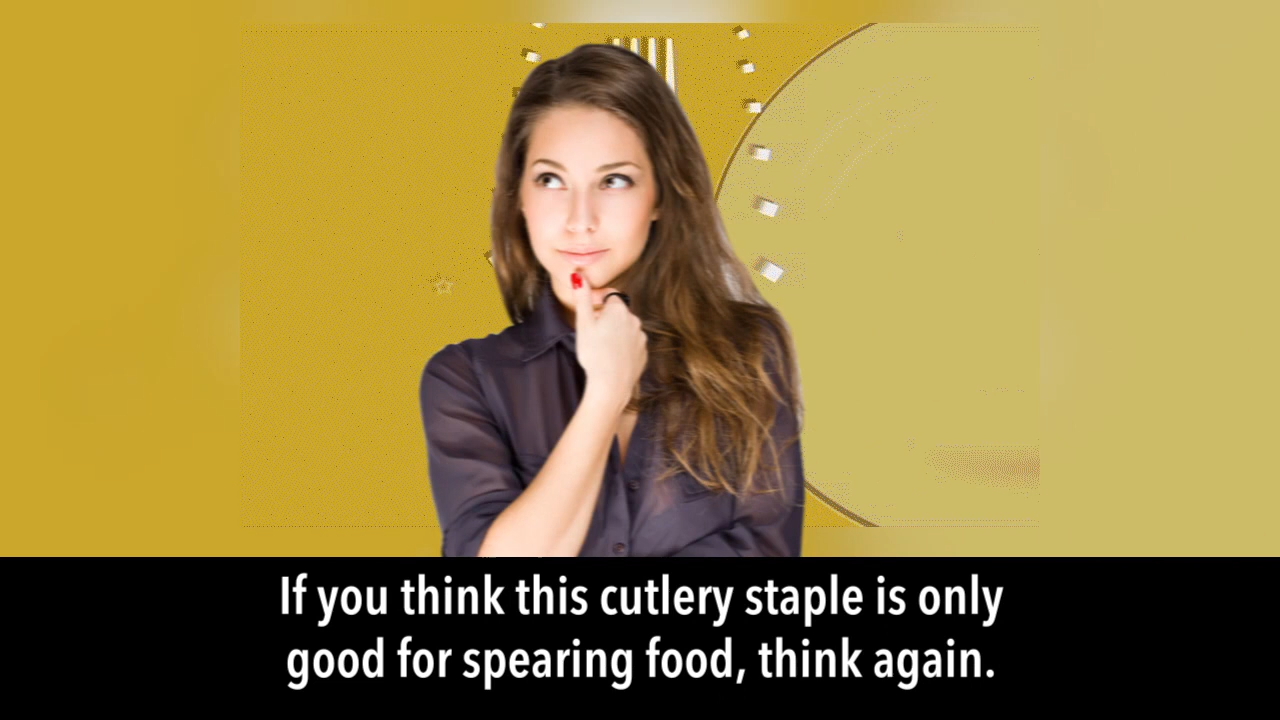 If you think this cutlery staple is only
good for spearing food, think again.